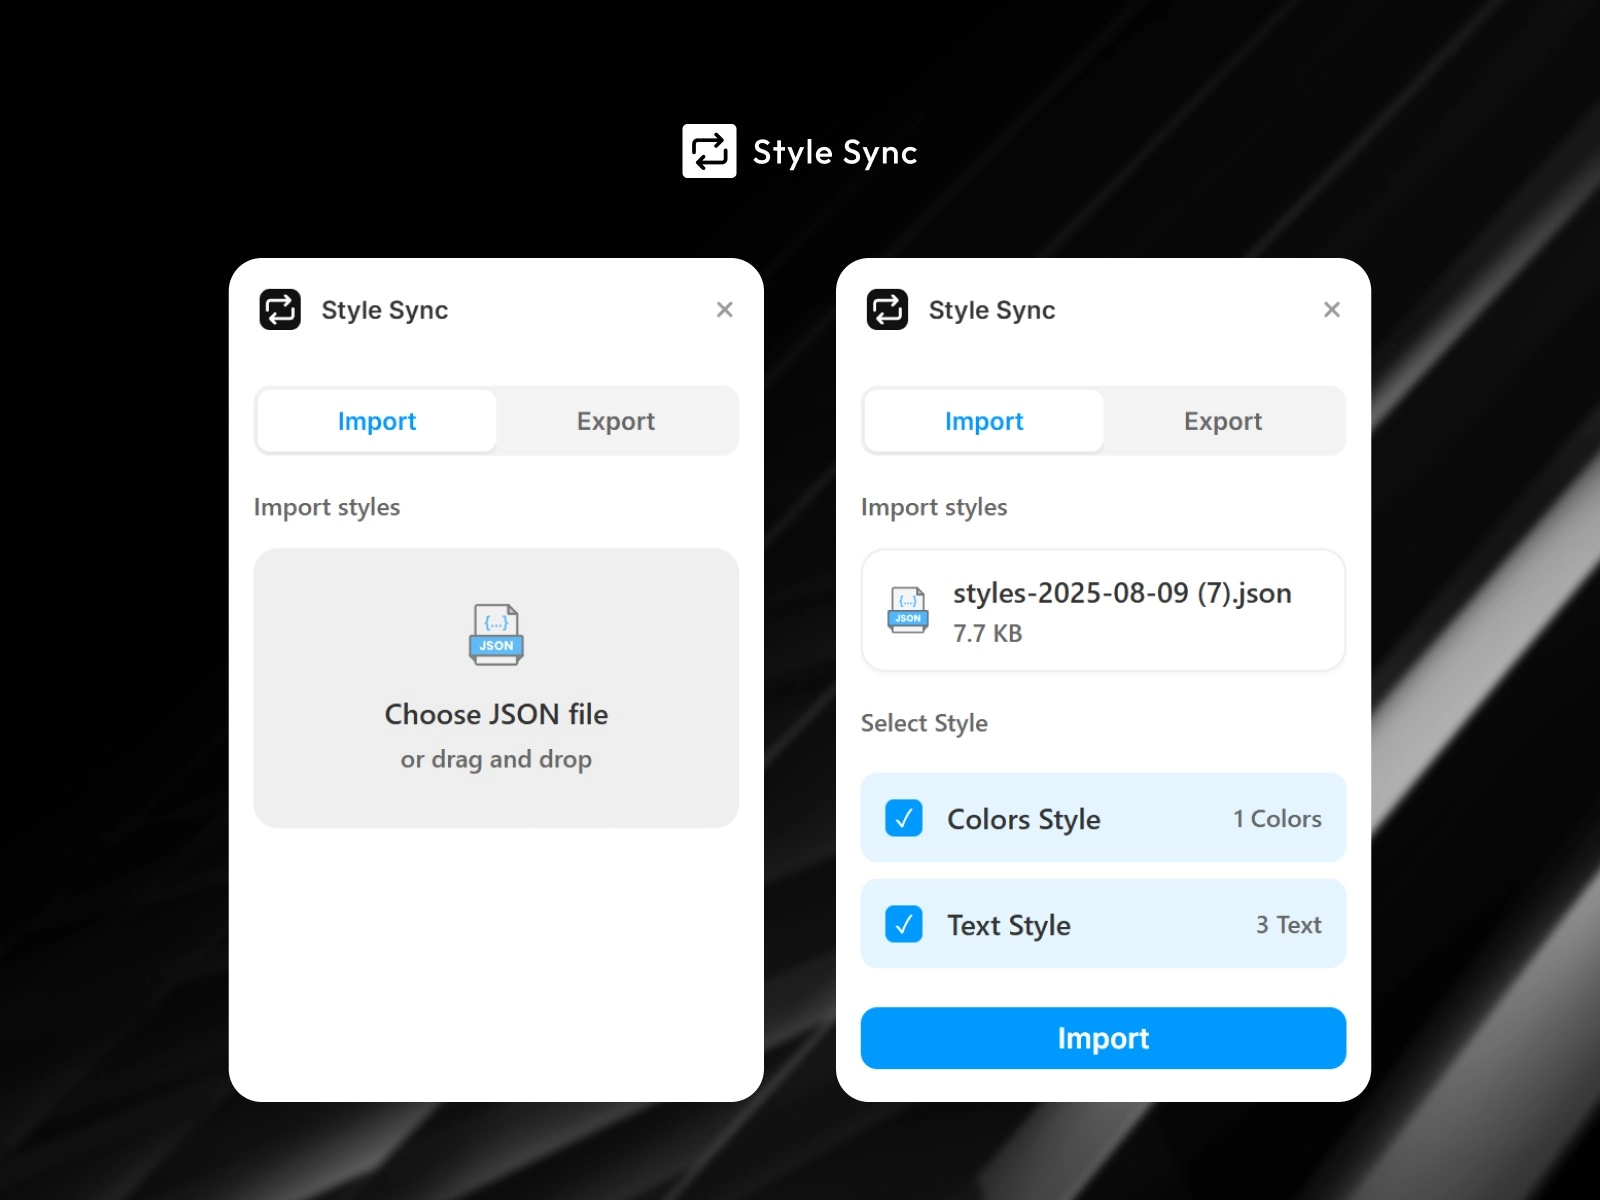 Style Sync
Style Sync
×
Import
Export
Import styles
{...}
JSON
Choose JSON file
or drag and drop
Style Sync
×
Import
Export
Import styles
{...}
JSON
styles-2025-08-09 (7).json
7.7 KB
Select Style
✓ Colors Style
1 Colors
✓ Text Style
3 Text
Import